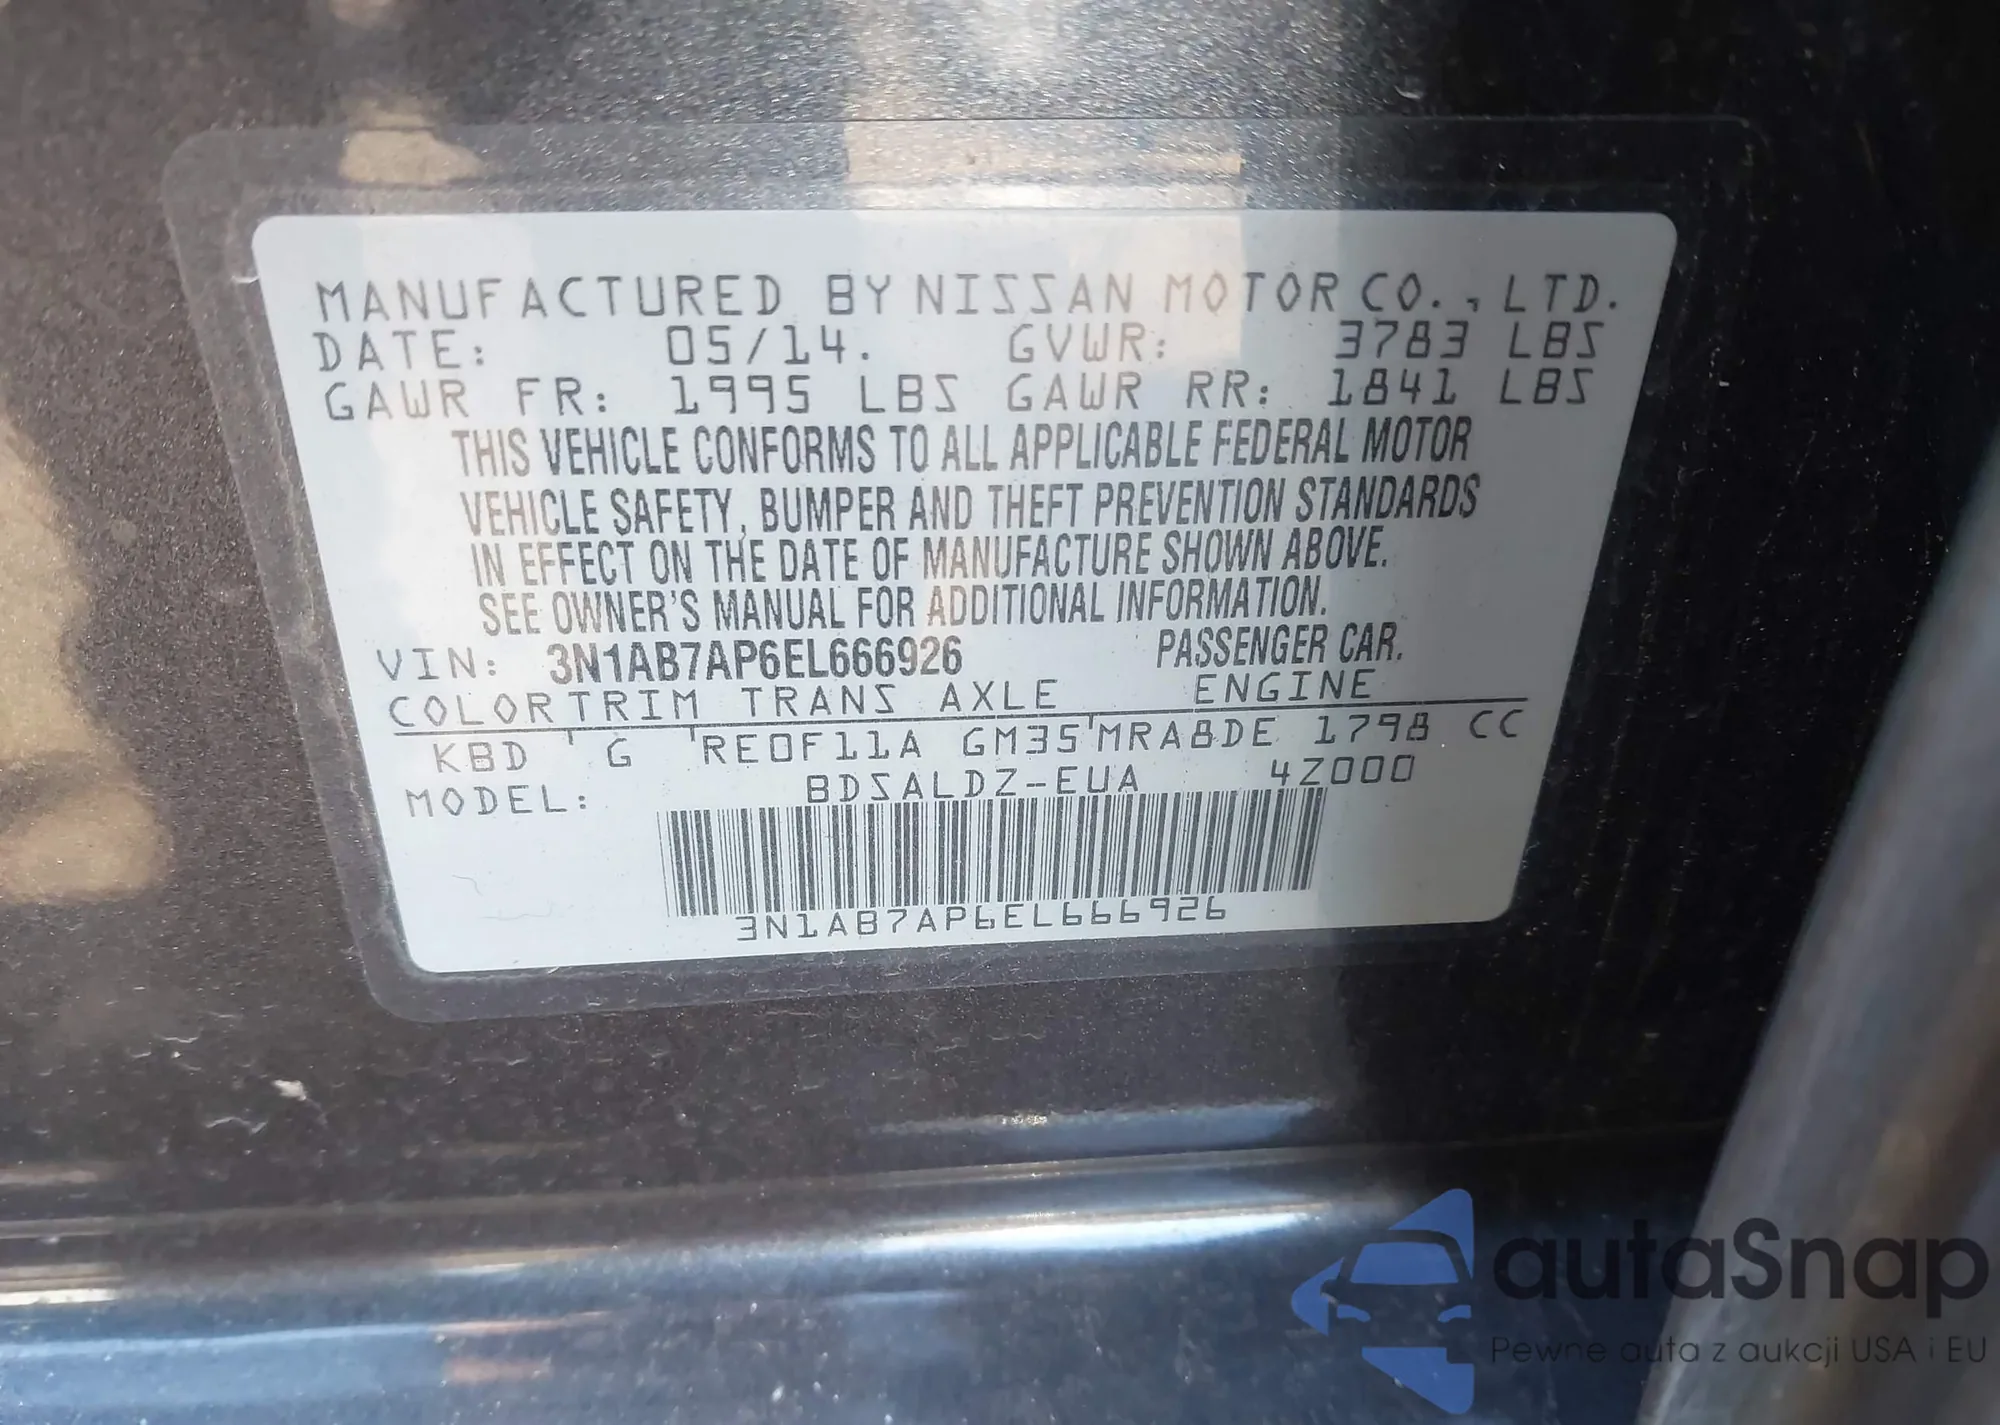 MANUFACTURED BY NISSAN MOTOR CO., LTD.
DATE: 05/14. GVWR: 3783 LBS
GAWR FR: 1995 LBS GAWR RR: 1841 LBS
THIS VEHICLE CONFORMS TO ALL APPLICABLE FEDERAL MOTOR
VEHICLE SAFETY, BUMPER AND THEFT PREVENTION STANDARDS
IN EFFECT ON THE DATE OF MANUFACTURE SHOWN ABOVE.
SEE OWNER'S MANUAL FOR ADDITIONAL INFORMATION.
VIN: 3N1AB7AP6EL666926 PASSENGER CAR.
COLOR TRIM TRANS AXLE ENGINE
KBD ' G ' RE0F11A GM35 ' MRA8DE 1798 CC
MODEL: BDSALDZ-EUA 4Z000
3N1AB7AP6EL666926
autaSnap
Pewne auta z aukcji USA i EU